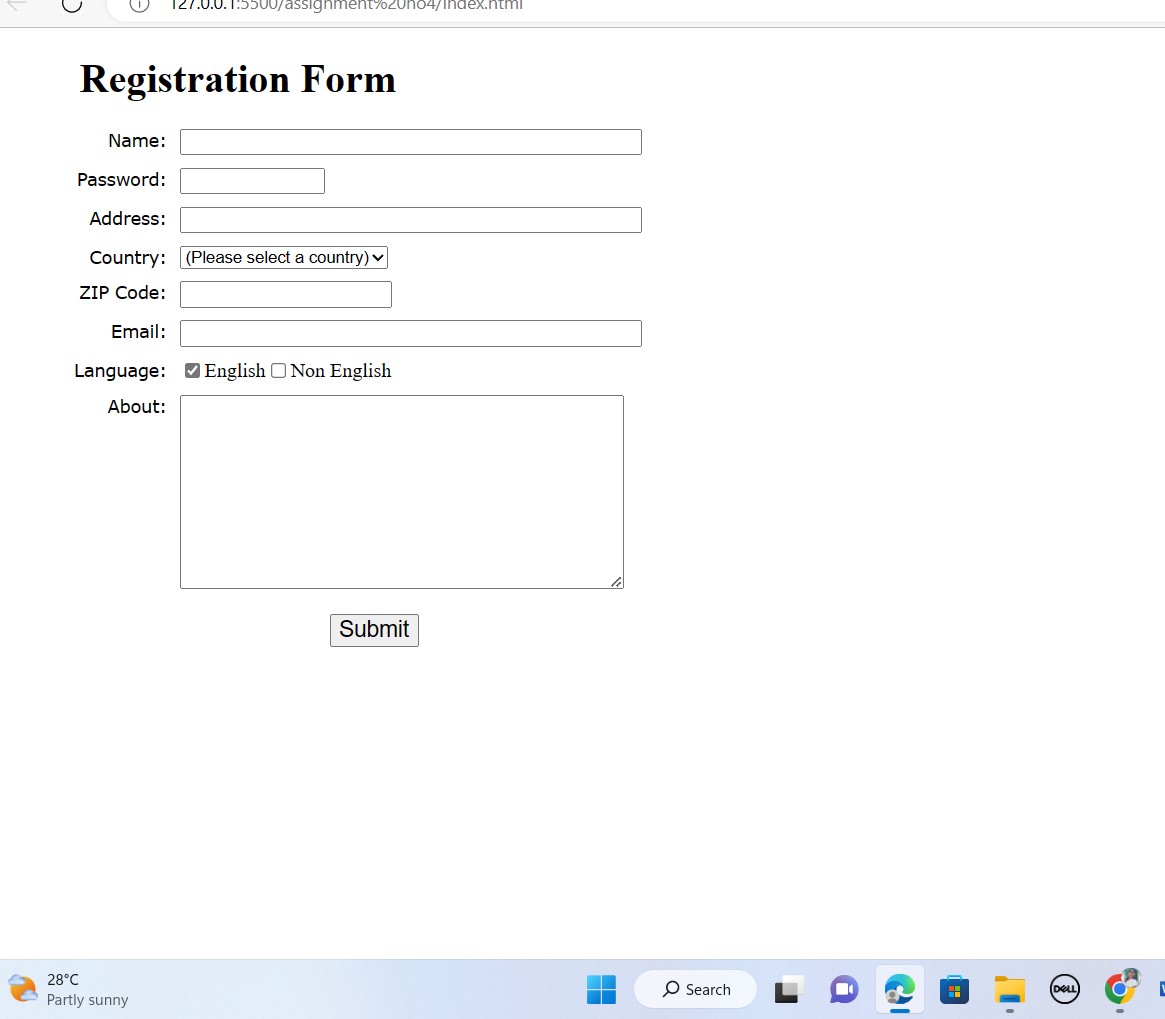 127.0.0.1:5500/assignment%20no4/index.html
Registration Form
Name:
Password:
Address:
Country: (Please select a country)
ZIP Code:
Email:
Language: English Non English
About:
Submit
28°C
Partly sunny
Search
DELL